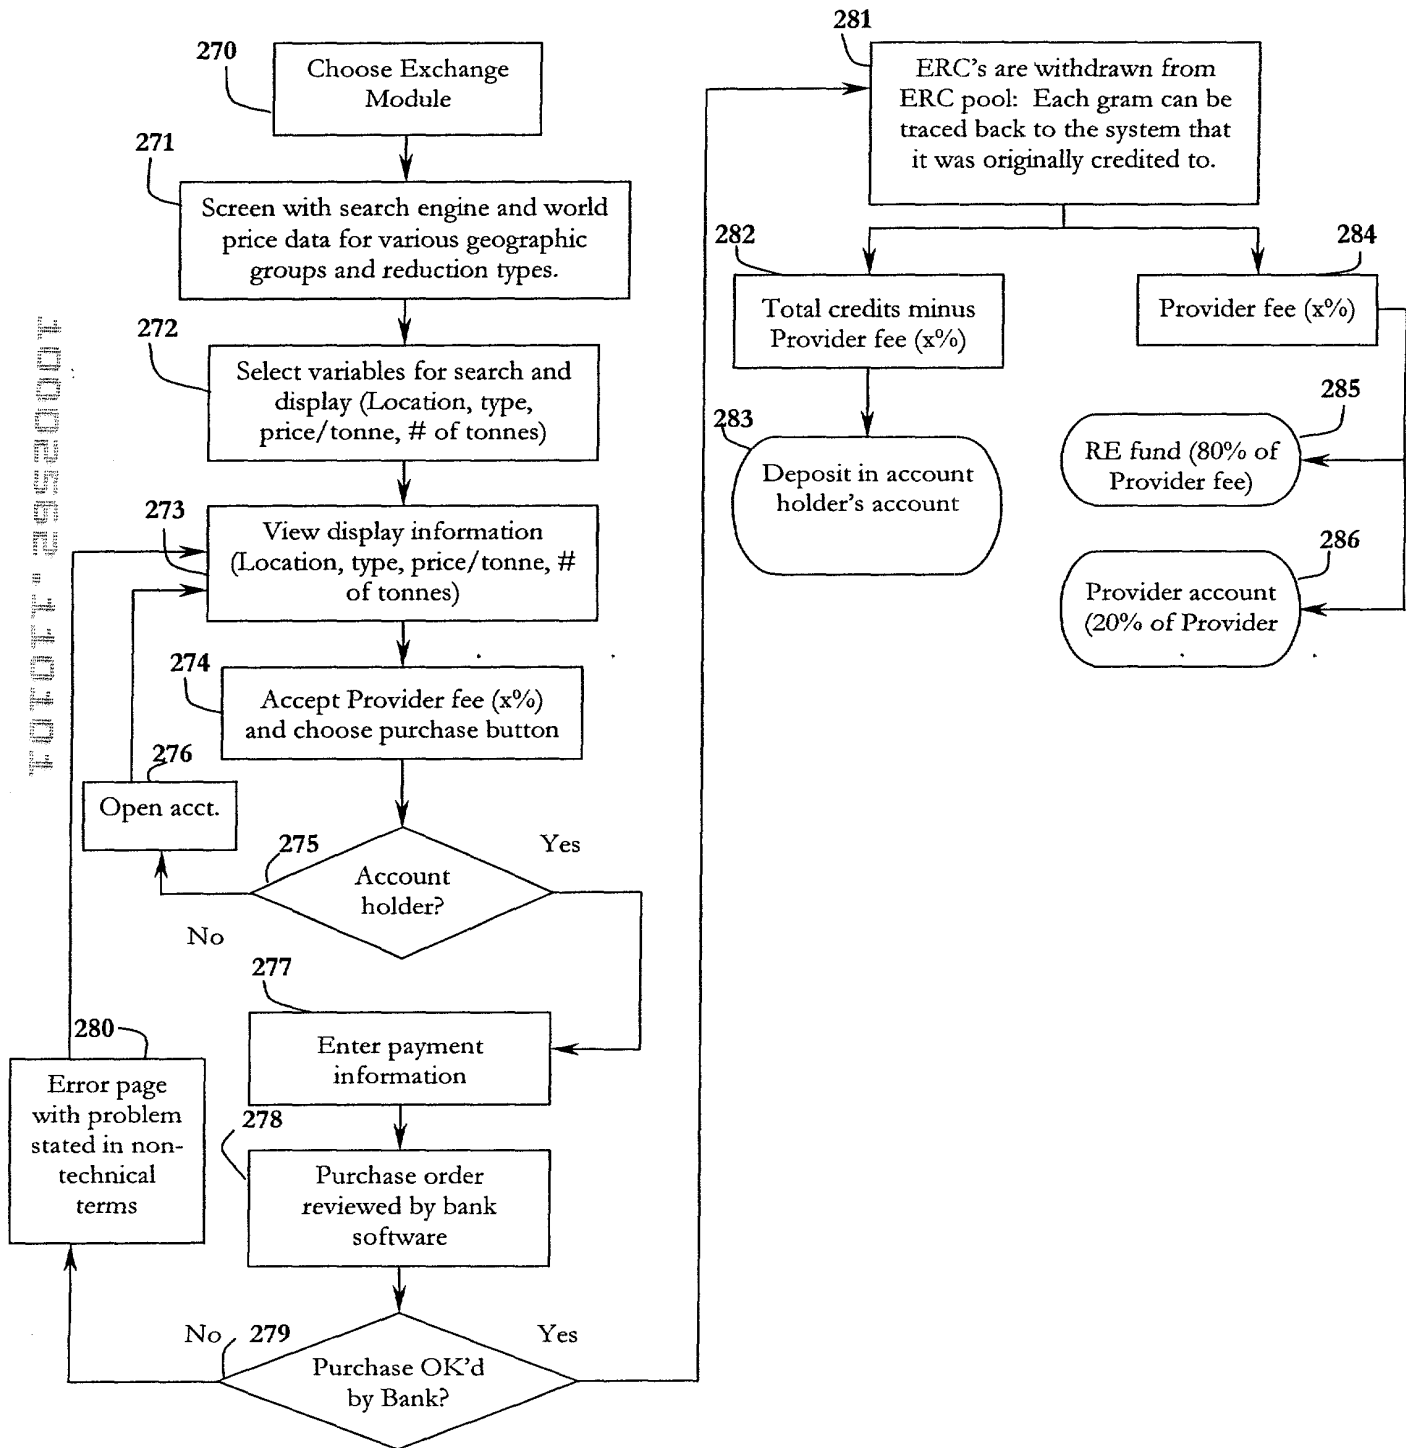 270
Choose Exchange
Module
271
Screen with search engine and world
price data for various geographic
groups and reduction types.
272
Select variables for search and
display (Location, type,
price/tonne, # of tonnes)
273
View display information
(Location, type, price/tonne, #
of tonnes)
274
Accept Provider fee (x%)
and choose purchase button
276
Open acct.
275
Account
holder?
Yes
No
277
Enter payment
information
278
Purchase order
reviewed by bank
software
280
Error page
with problem
stated in non-
technical
terms
No
279
Purchase OK'd
by Bank?
Yes
281
ERC's are withdrawn from
ERC pool: Each gram can be
traced back to the system that
it was originally credited to.
282
Total credits minus
Provider fee (x%)
283
Deposit in account
holder's account
284
Provider fee (x%)
285
RE fund (80% of
Provider fee)
286
Provider account
(20% of Provider